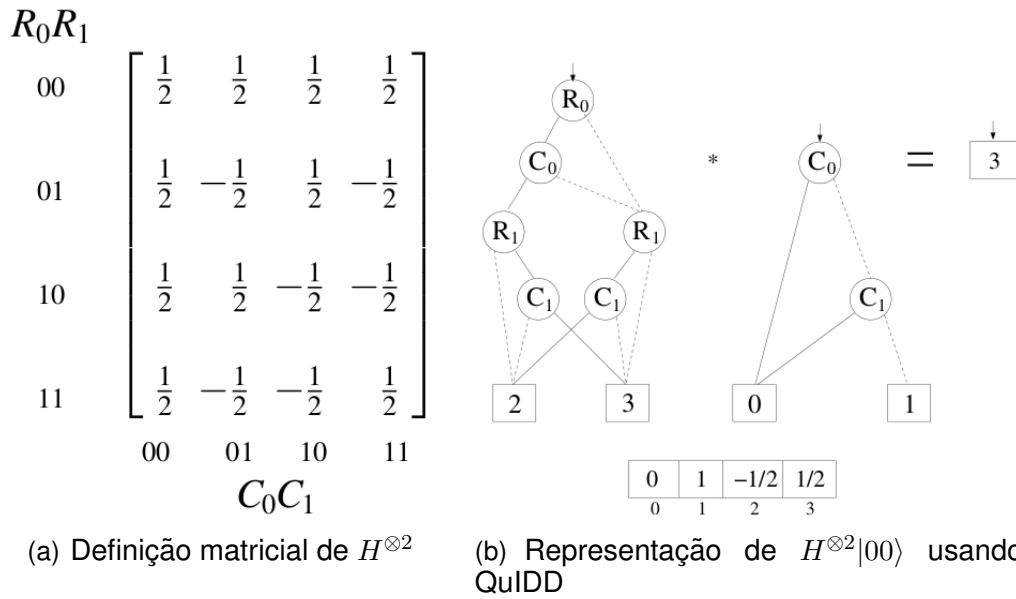 R₀R₁
00 1/2 1/2 1/2 1/2
01 1/2 −1/2 1/2 −1/2
10 1/2 1/2 −1/2 −1/2
11 1/2 −1/2 −1/2 1/2
00 01 10 11
C₀C₁
(a) Definição matricial de H⊗2
R₀
C₀ * C₀ = 3
R₁ R₁
C₁ C₁ C₁
2 3 0 1
0 1 −1/2 1/2
0 1 2 3
(b) Representação de H⊗2|00⟩ usando
QuIDD